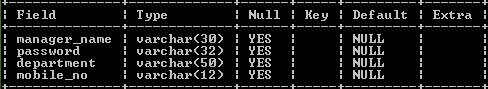 | Field | Type | Null | Key | Default | Extra |
| manager_name | varchar(30) | YES | | NULL | |
| password | varchar(32) | YES | | NULL | |
| department | varchar(50) | YES | | NULL | |
| mobile_no | varchar(12) | YES | | NULL | |